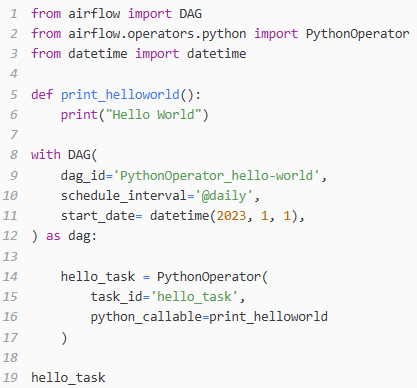 1 from airflow import DAG
2 from airflow.operators.python import PythonOperator
3 from datetime import datetime
4
5 def print_helloworld():
6     print("Hello World")
7
8 with DAG(
9     dag_id='PythonOperator_hello-world',
10     schedule_interval='@daily',
11     start_date= datetime(2023, 1, 1),
12 ) as dag:
13
14     hello_task = PythonOperator(
15         task_id='hello_task',
16         python_callable=print_helloworld
17     )
18
19 hello_task